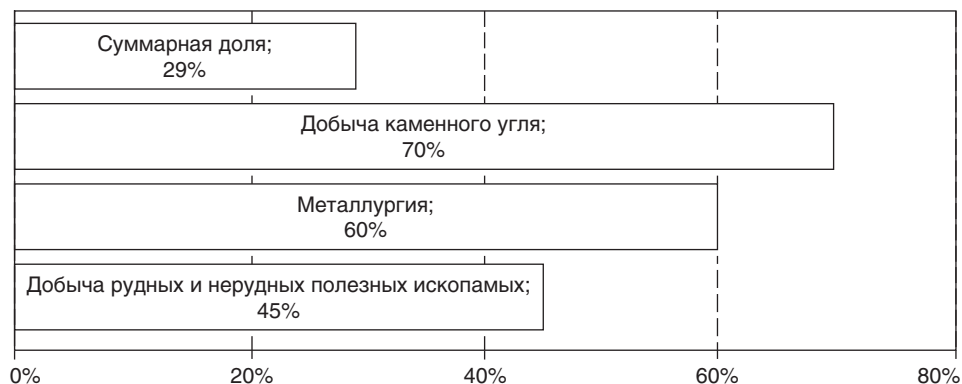 Суммарная доля;
29%
Добыча каменного угля;
70%
Металлургия;
60%
Добыча рудных и нерудных полезных ископамых;
45%
0% 20% 40% 60% 80%